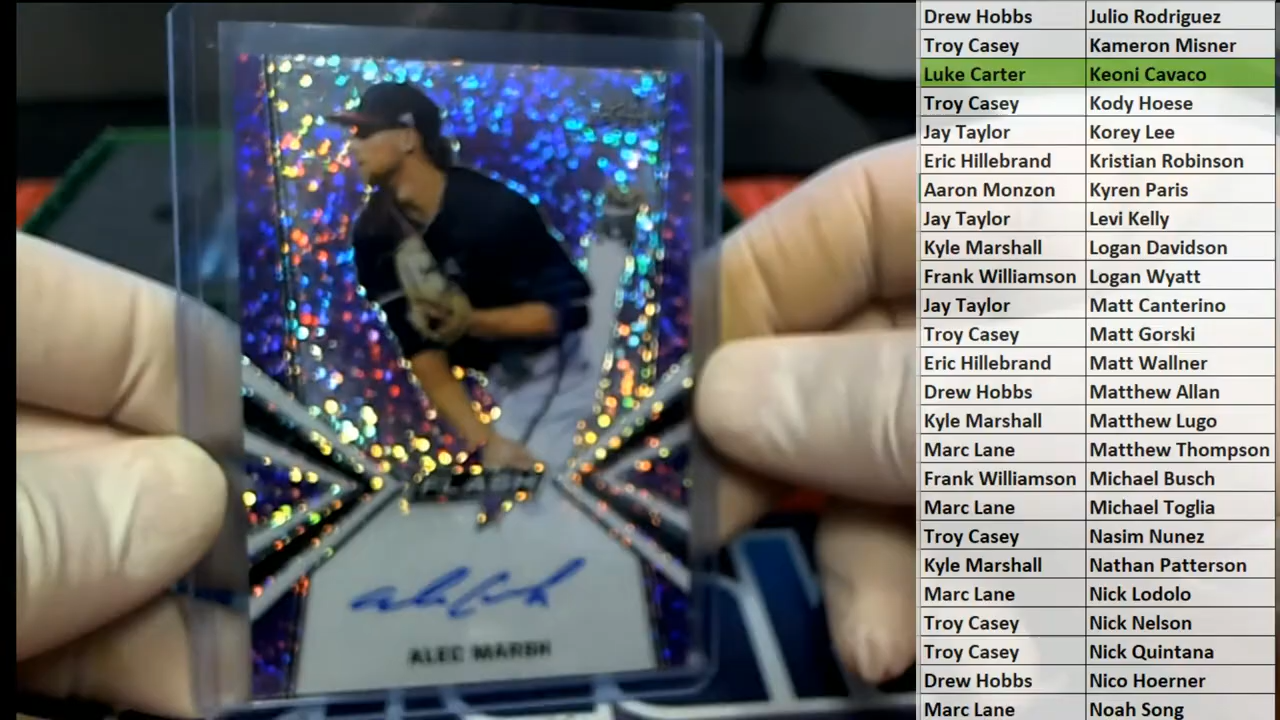 FLASH
ALEC MARSH
Drew Hobbs Julio Rodriguez
Troy Casey Kameron Misner
Luke Carter Keoni Cavaco
Troy Casey Kody Hoese
Jay Taylor Korey Lee
Eric Hillebrand Kristian Robinson
Aaron Monzon Kyren Paris
Jay Taylor Levi Kelly
Kyle Marshall Logan Davidson
Frank Williamson Logan Wyatt
Jay Taylor Matt Canterino
Troy Casey Matt Gorski
Eric Hillebrand Matt Wallner
Drew Hobbs Matthew Allan
Kyle Marshall Matthew Lugo
Marc Lane Matthew Thompson
Frank Williamson Michael Busch
Marc Lane Michael Toglia
Troy Casey Nasim Nunez
Kyle Marshall Nathan Patterson
Marc Lane Nick Lodolo
Troy Casey Nick Nelson
Troy Casey Nick Quintana
Drew Hobbs Nico Hoerner
Marc Lane Noah Song